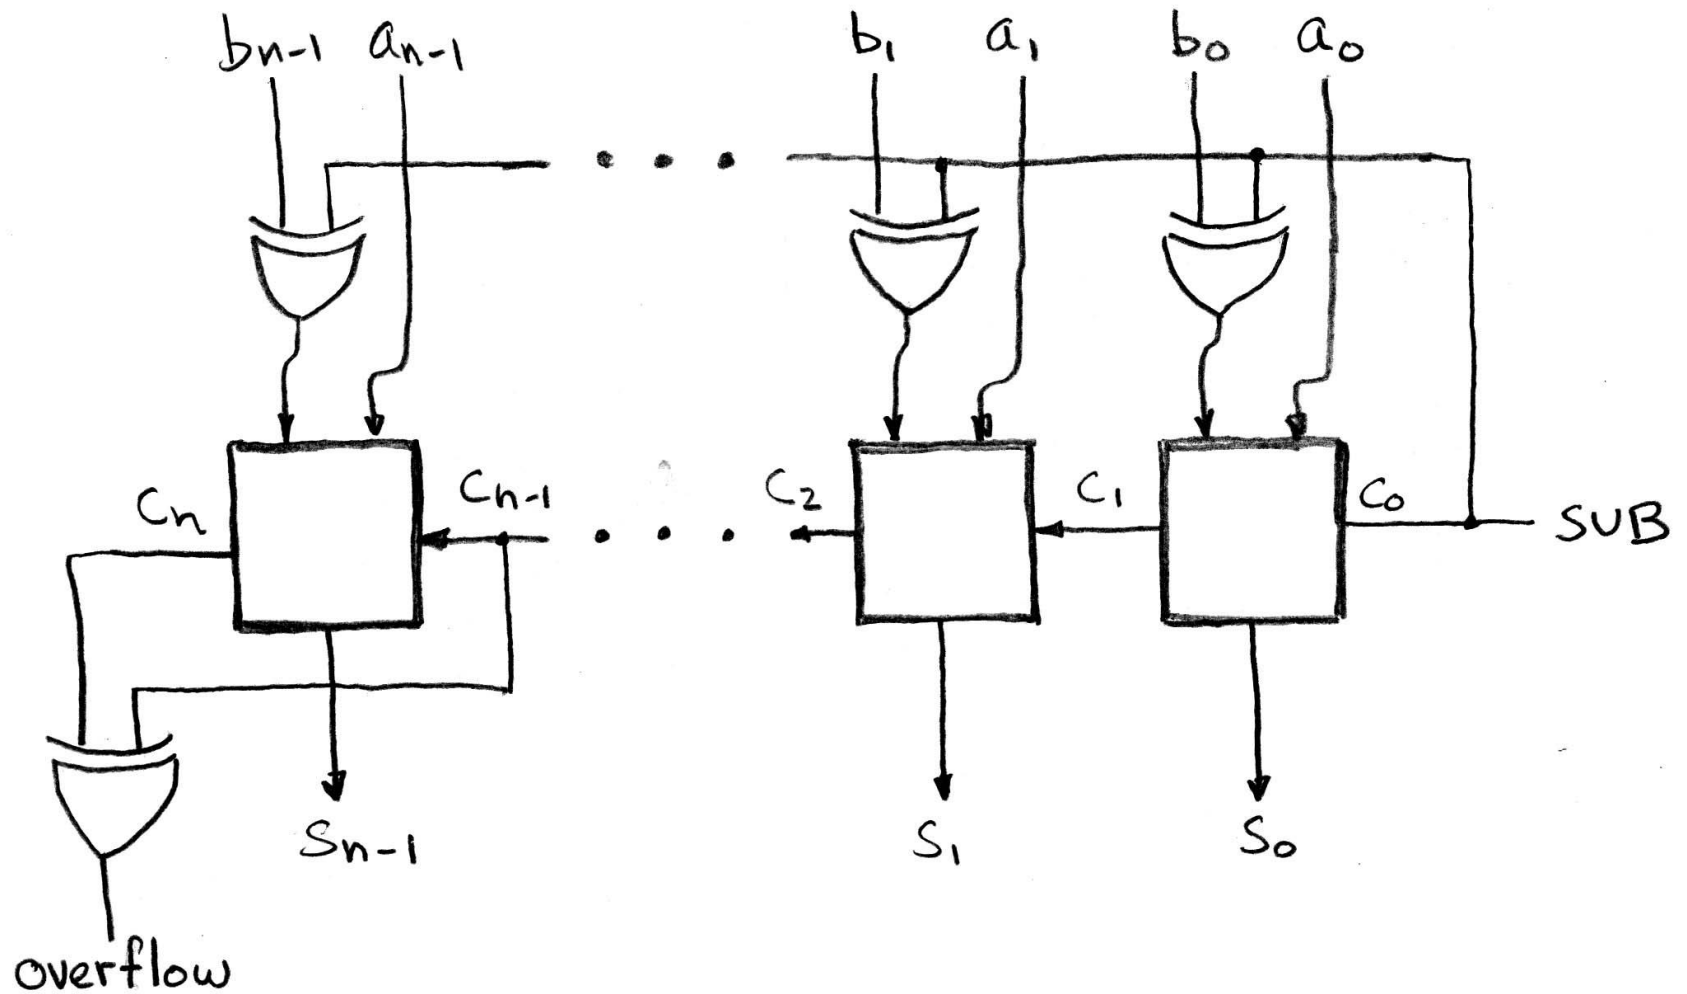 bn-1 an-1 b1 a1 b0 a0
Cn Cn-1 C2 C1 C0 SUB
Sn-1 S1 S0
overflow